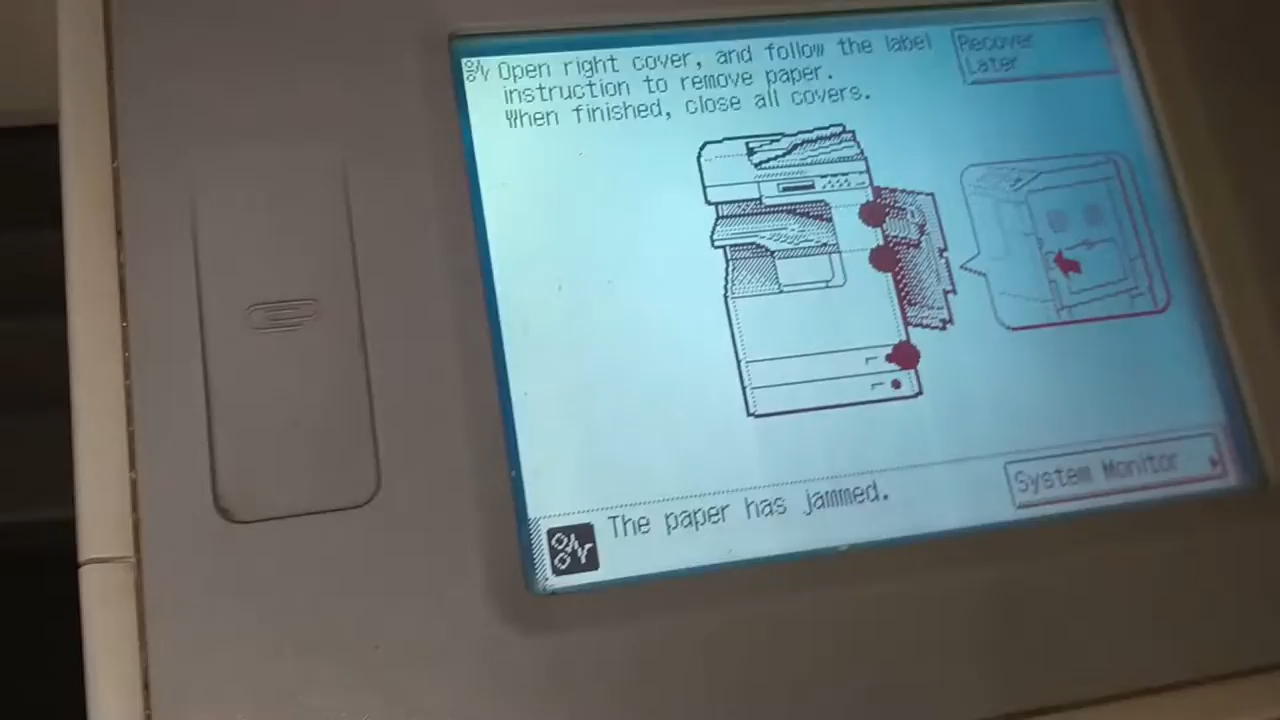 Open right cover, and follow the label
instruction to remove paper.
When finished, close all covers.
Recover
Later
The paper has jammed.
System Monitor